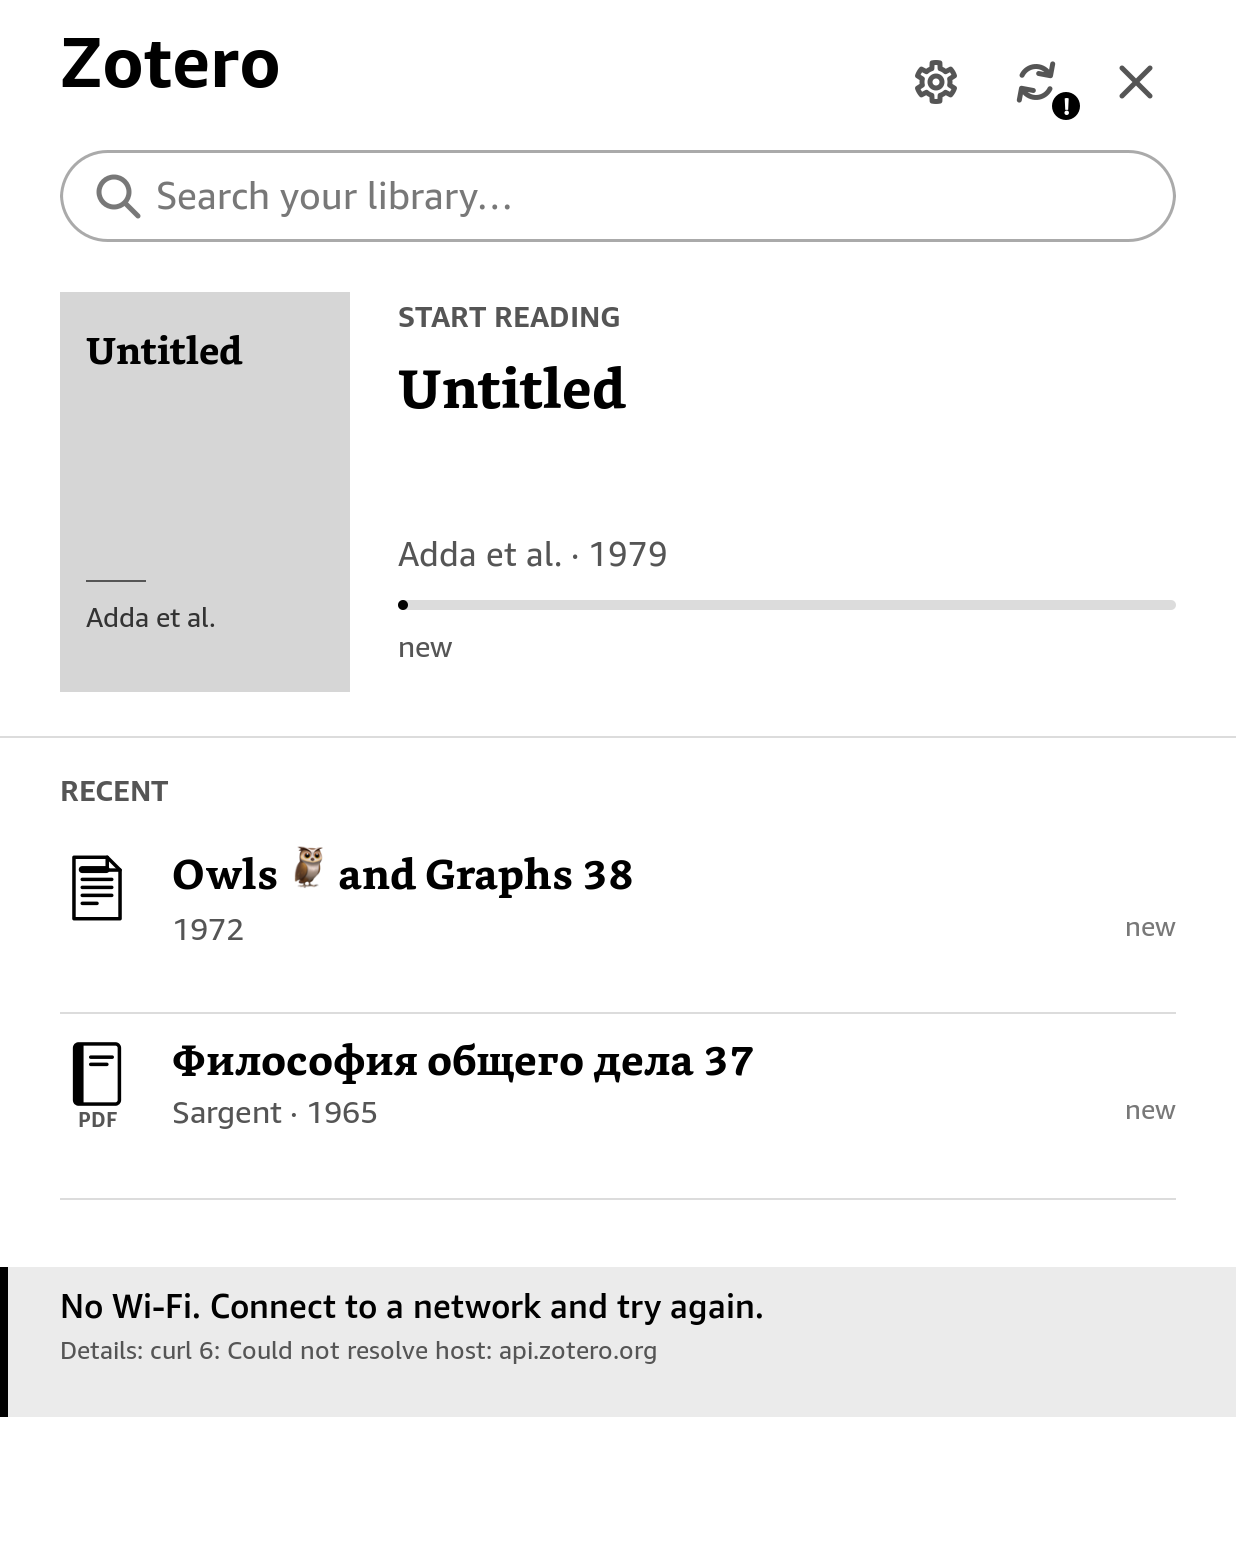 Zotero
!
Search your library...
Untitled
Adda et al.
START READING
Untitled
Adda et al. · 1979
new
RECENT
Owls 🦉 and Graphs 38
1972
new
PDF
Философия общего дела 37
Sargent · 1965
new
No Wi-Fi. Connect to a network and try again.
Details: curl 6: Could not resolve host: api.zotero.org